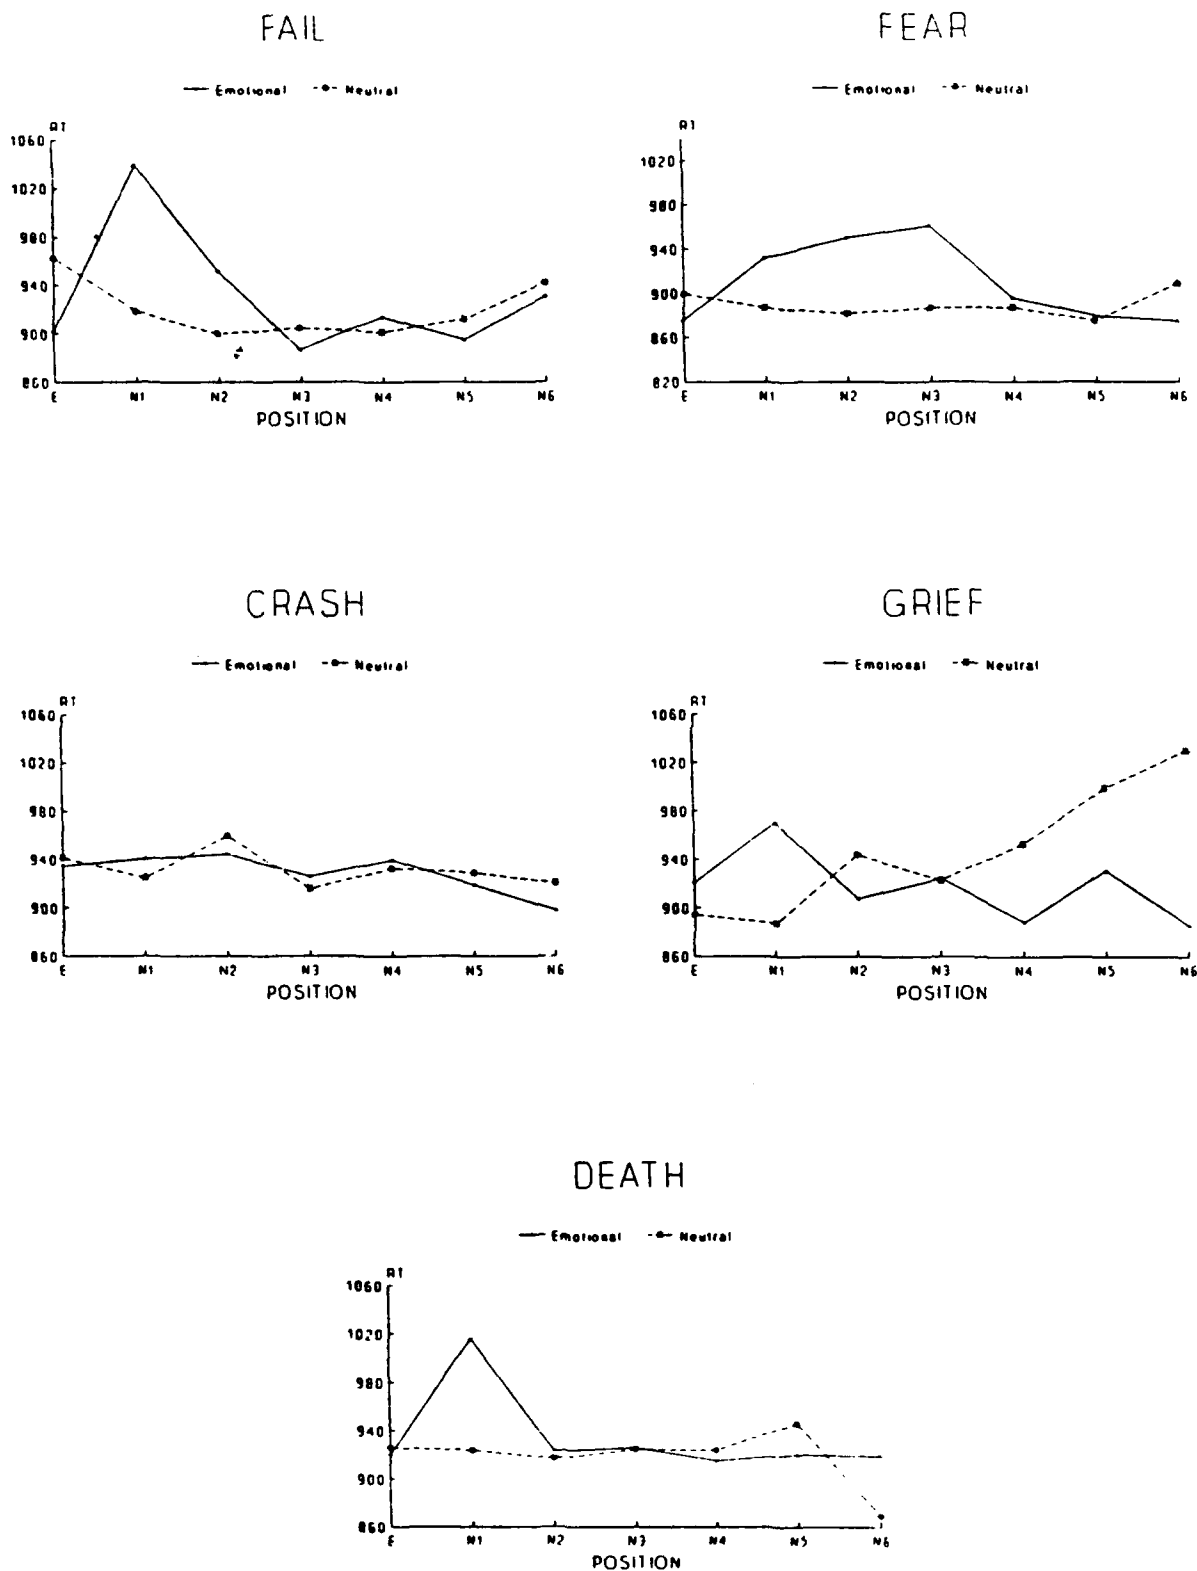 FAIL
Emotional Neutral
RT
1060
1020
980
940
900
860
E N1 N2 N3 N4 N5 N6
POSITION
FEAR
Emotional Neutral
RT
1020
980
940
900
860
820
E N1 N2 N3 N4 N5 N6
POSITION
CRASH
Emotional Neutral
RT
1060
1020
980
940
900
860
E N1 N2 N3 N4 N5 N6
POSITION
GRIEF
Emotional Neutral
RT
1060
1020
980
940
900
860
E N1 N2 N3 N4 N5 N6
POSITION
DEATH
Emotional Neutral
RT
1060
1020
980
940
900
860
E N1 N2 N3 N4 N5 N6
POSITION